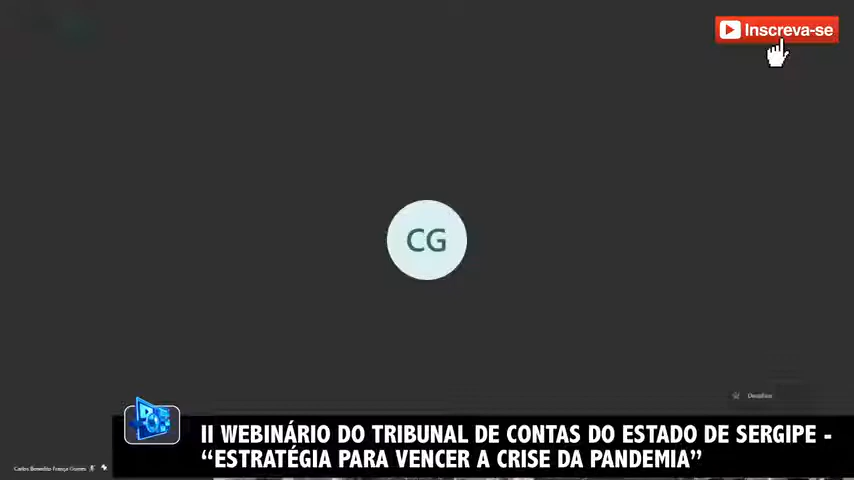 Inscreva-se
CG
II WEBINÁRIO DO TRIBUNAL DE CONTAS DO ESTADO DE SERGIPE -
“ESTRATÉGIA PARA VENCER A CRISE DA PANDEMIA”